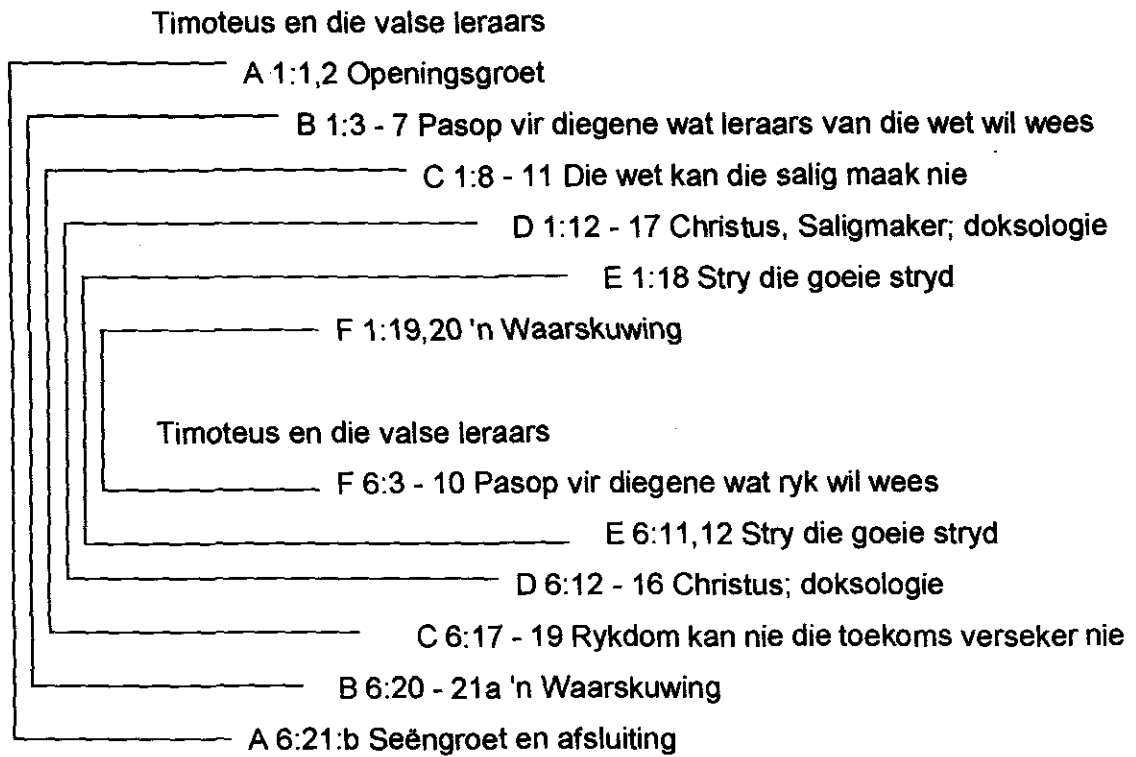 Timoteus en die valse leraars
A 1:1,2 Openingsgroet
B 1:3 - 7 Pasop vir diegene wat leraars van die wet wil wees
C 1:8 - 11 Die wet kan die salig maak nie
D 1:12 - 17 Christus, Saligmaker; doksologie
E 1:18 Stry die goeie stryd
F 1:19,20 'n Waarskuwing
Timoteus en die valse leraars
F 6:3 - 10 Pasop vir diegene wat ryk wil wees
E 6:11,12 Stry die goeie stryd
D 6:12 - 16 Christus; doksologie
C 6:17 - 19 Rykdom kan nie die toekoms verseker nie
B 6:20 - 21a 'n Waarskuwing
A 6:21:b Seëngroet en afsluiting